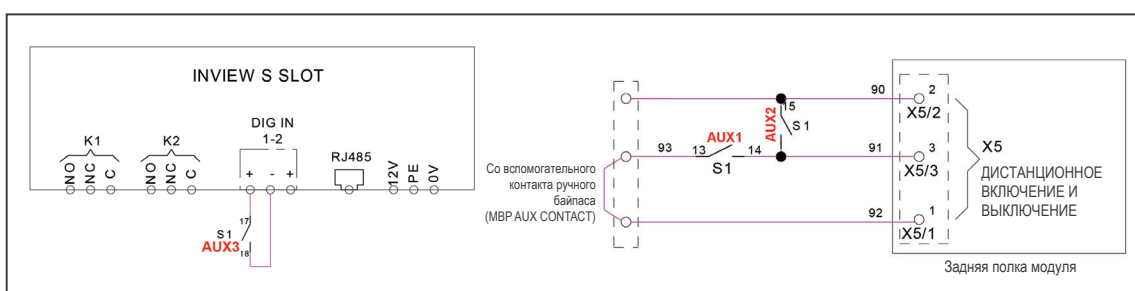 INVIEW S SLOT
K1
K2
DIG IN
1-2
RJ485
NO
NC
C
NO
NC
C
+
-
+
12V
PE
0V
17
S1
AUX3
18
Со вспомогательного
контакта ручного
байпаса
(MBP AUX CONTACT)
93
13
AUX1
14
S1
AUX2
15
S1
90
91
92
2
X5/2
3
X5/3
1
X5/1
X5
ДИСТАНЦИОННОЕ
ВКЛЮЧЕНИЕ И
ВЫКЛЮЧЕНИЕ
Задняя полка модуля